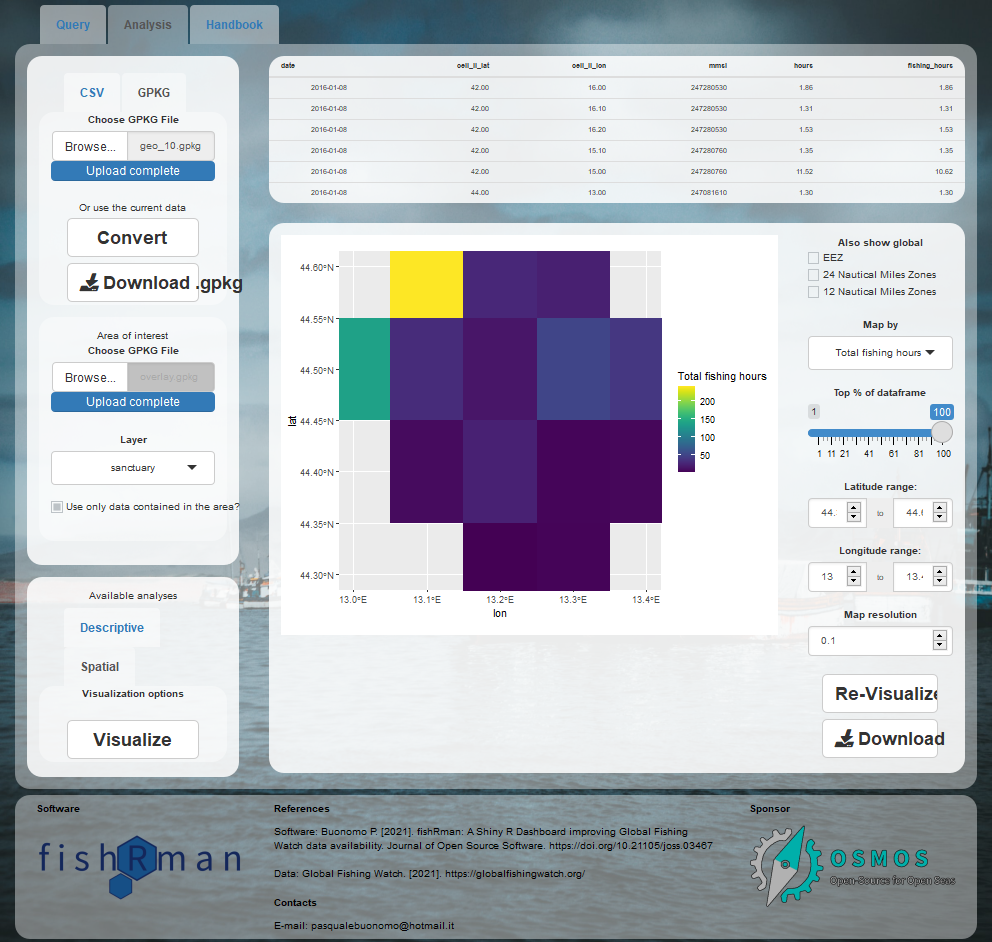 Query Analysis Handbook
CSV GPKG
Choose GPKG File
Browse... geo_10.gpkg
Upload complete
Or use the current data
Convert
Download .gpkg
Area of interest
Choose GPKG File
Browse... overlay.gpkg
Upload complete
Layer
sanctuary
Use only data contained in the area?
Available analyses
Descriptive
Spatial
Visualization options
Visualize
date cell_ll_lat cell_ll_lon mmsi hours fishing_hours
2016-01-08 42.00 16.00 247280530 1.86 1.86
2016-01-08 42.00 16.10 247280530 1.31 1.31
2016-01-08 42.00 16.20 247280530 1.53 1.53
2016-01-08 42.00 15.10 247280760 1.35 1.35
2016-01-08 42.00 15.00 247280760 11.52 10.62
2016-01-08 44.00 13.00 247081610 1.30 1.30
44.60°N
44.55°N
44.50°N
44.45°N
44.40°N
44.35°N
44.30°N
lat
13.0°E 13.1°E 13.2°E 13.3°E 13.4°E
lon
Total fishing hours
200
150
100
50
Also show global
EEZ
24 Nautical Miles Zones
12 Nautical Miles Zones
Map by
Total fishing hours
Top % of dataframe
1 100
1 11 21 41 61 81 100
Latitude range:
44. to 44.
Longitude range:
13 to 13.
Map resolution
0.1
Re-Visualize
Download
Software
fishRman
References
Software: Buonomo P. [2021]. fishRman: A Shiny R Dashboard improving Global Fishing
Watch data availability. Journal of Open Source Software. https://doi.org/10.21105/joss.03467
Data: Global Fishing Watch. [2021]. https://globalfishingwatch.org/
Contacts
E-mail: pasqualebuonomo@hotmail.it
Sponsor
OSMOS
Open-Source for Open Seas